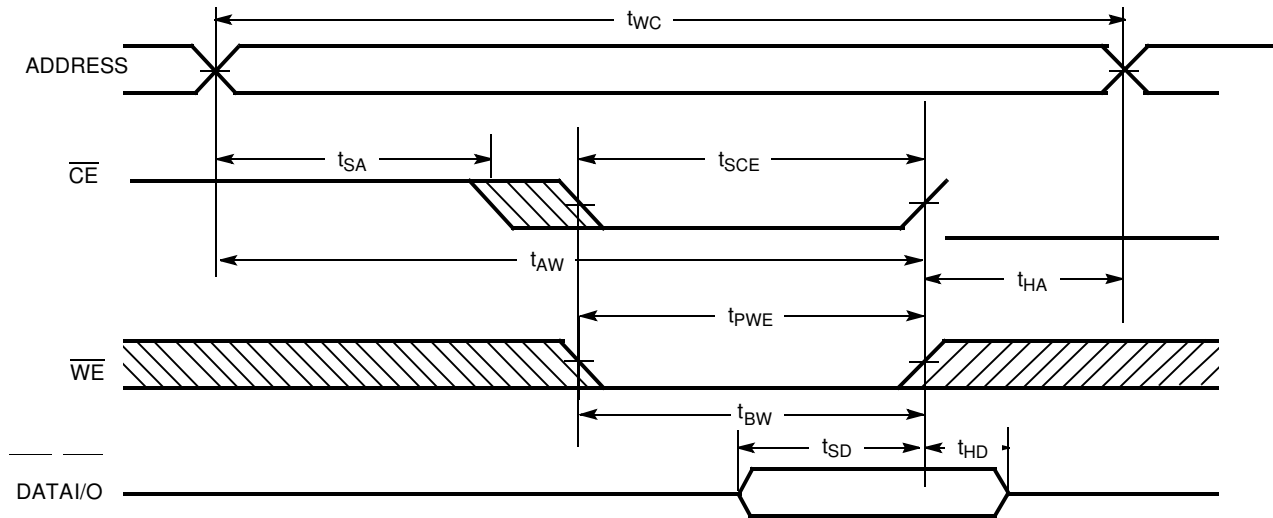 tWC
ADDRESS
tSA
tSCE
CE
tAW
tHA
tPWE
WE
tBW
tSD
tHD
DATAI/O